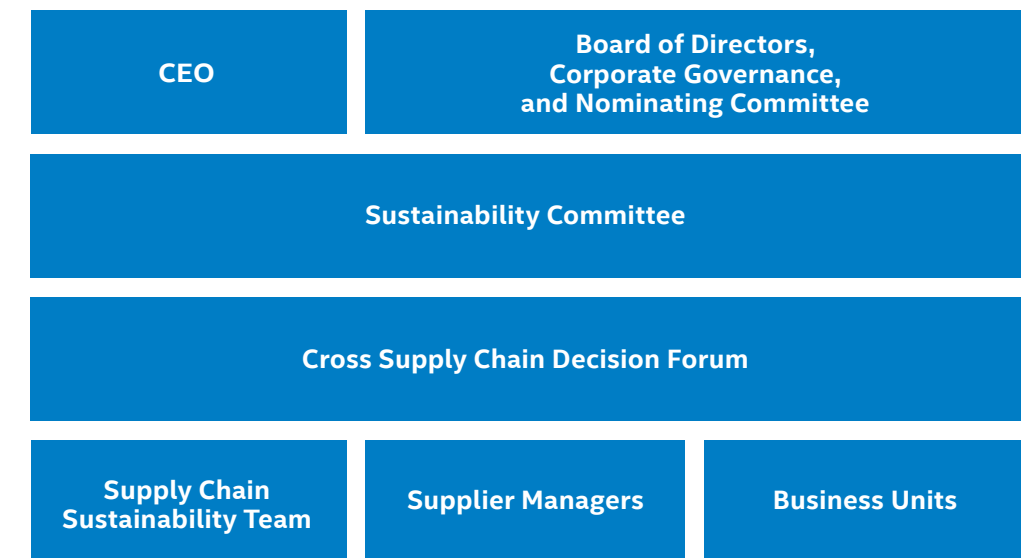 CEO
Board of Directors,
Corporate Governance,
and Nominating Committee
Sustainability Committee
Cross Supply Chain Decision Forum
Supply Chain
Sustainability Team
Supplier Managers
Business Units